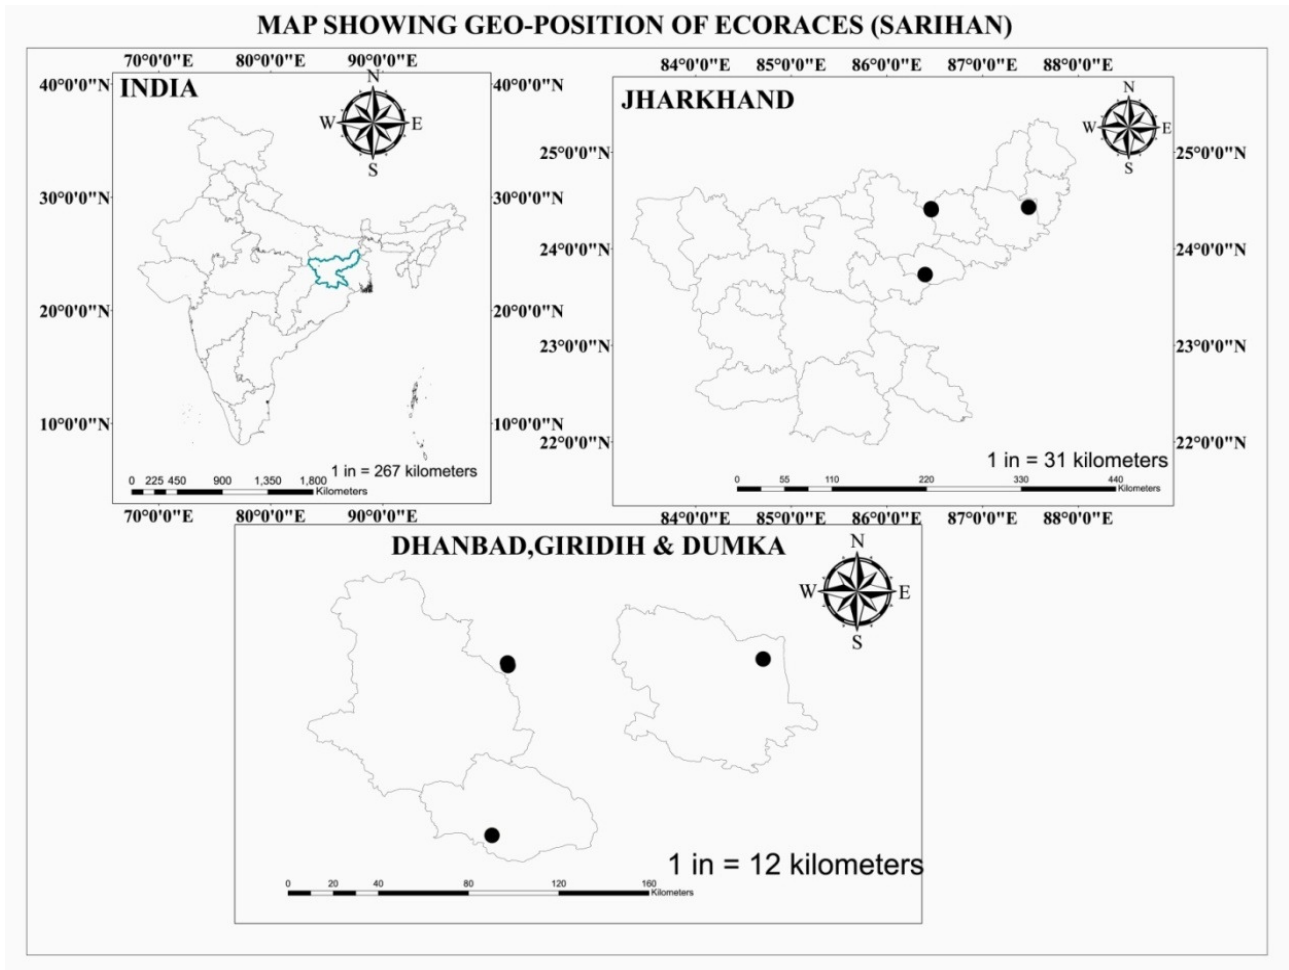 MAP SHOWING GEO-POSITION OF ECORACES (SARIHAN)
70°0'0"E 80°0'0"E 90°0'0"E
40°0'0"N 40°0'0"N
INDIA
N
W E
S
30°0'0"N 30°0'0"N
20°0'0"N 20°0'0"N
10°0'0"N 10°0'0"N
1 in = 267 kilometers
0 225 450 900 1,350 1,800
Kilometers
70°0'0"E 80°0'0"E 90°0'0"E
84°0'0"E 85°0'0"E 86°0'0"E 87°0'0"E 88°0'0"E
JHARKHAND
N
W E
S
25°0'0"N 25°0'0"N
24°0'0"N 24°0'0"N
23°0'0"N 23°0'0"N
22°0'0"N 22°0'0"N
1 in = 31 kilometers
0 55 110 220 330 440
Kilometers
84°0'0"E 85°0'0"E 86°0'0"E 87°0'0"E 88°0'0"E
DHANBAD,GIRIDIH & DUMKA
N
W E
S
1 in = 12 kilometers
0 20 40 80 120 160
Kilometers